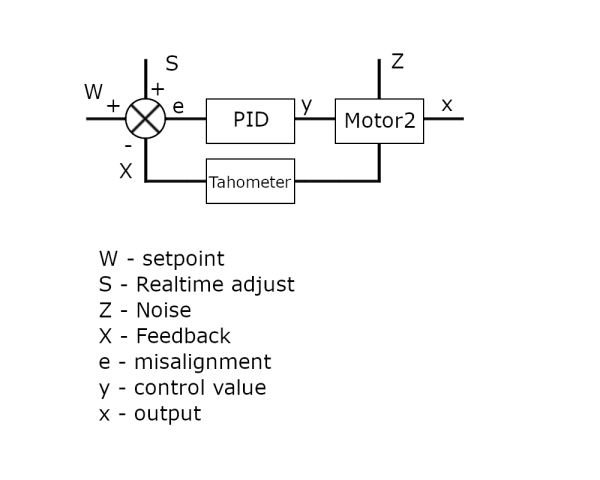 S
Z
W
+
+
e
PID
y
Motor2
x
-
X
Tahometer
W - setpoint
S - Realtime adjust
Z - Noise
X - Feedback
e - misalignment
y - control value
x - output